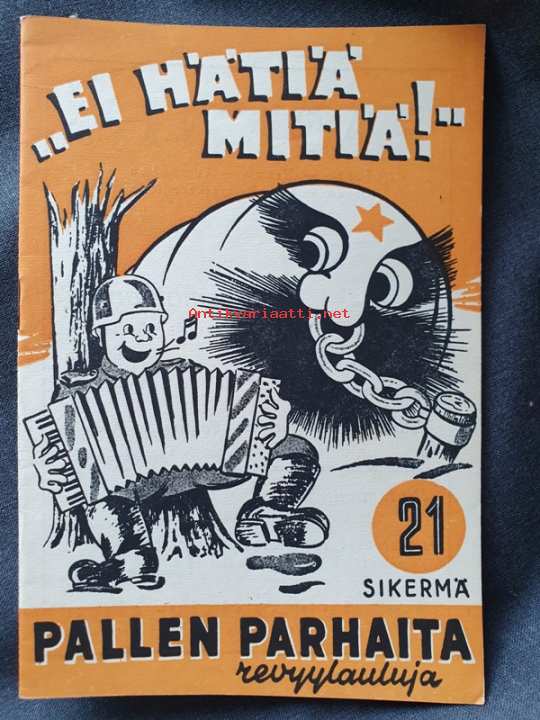 „EI HÄTIÄ
MITIÄ!"
Antikvariaatti.net
21
SIKERMÄ
PALLEN PARHAITA
revyylauluja